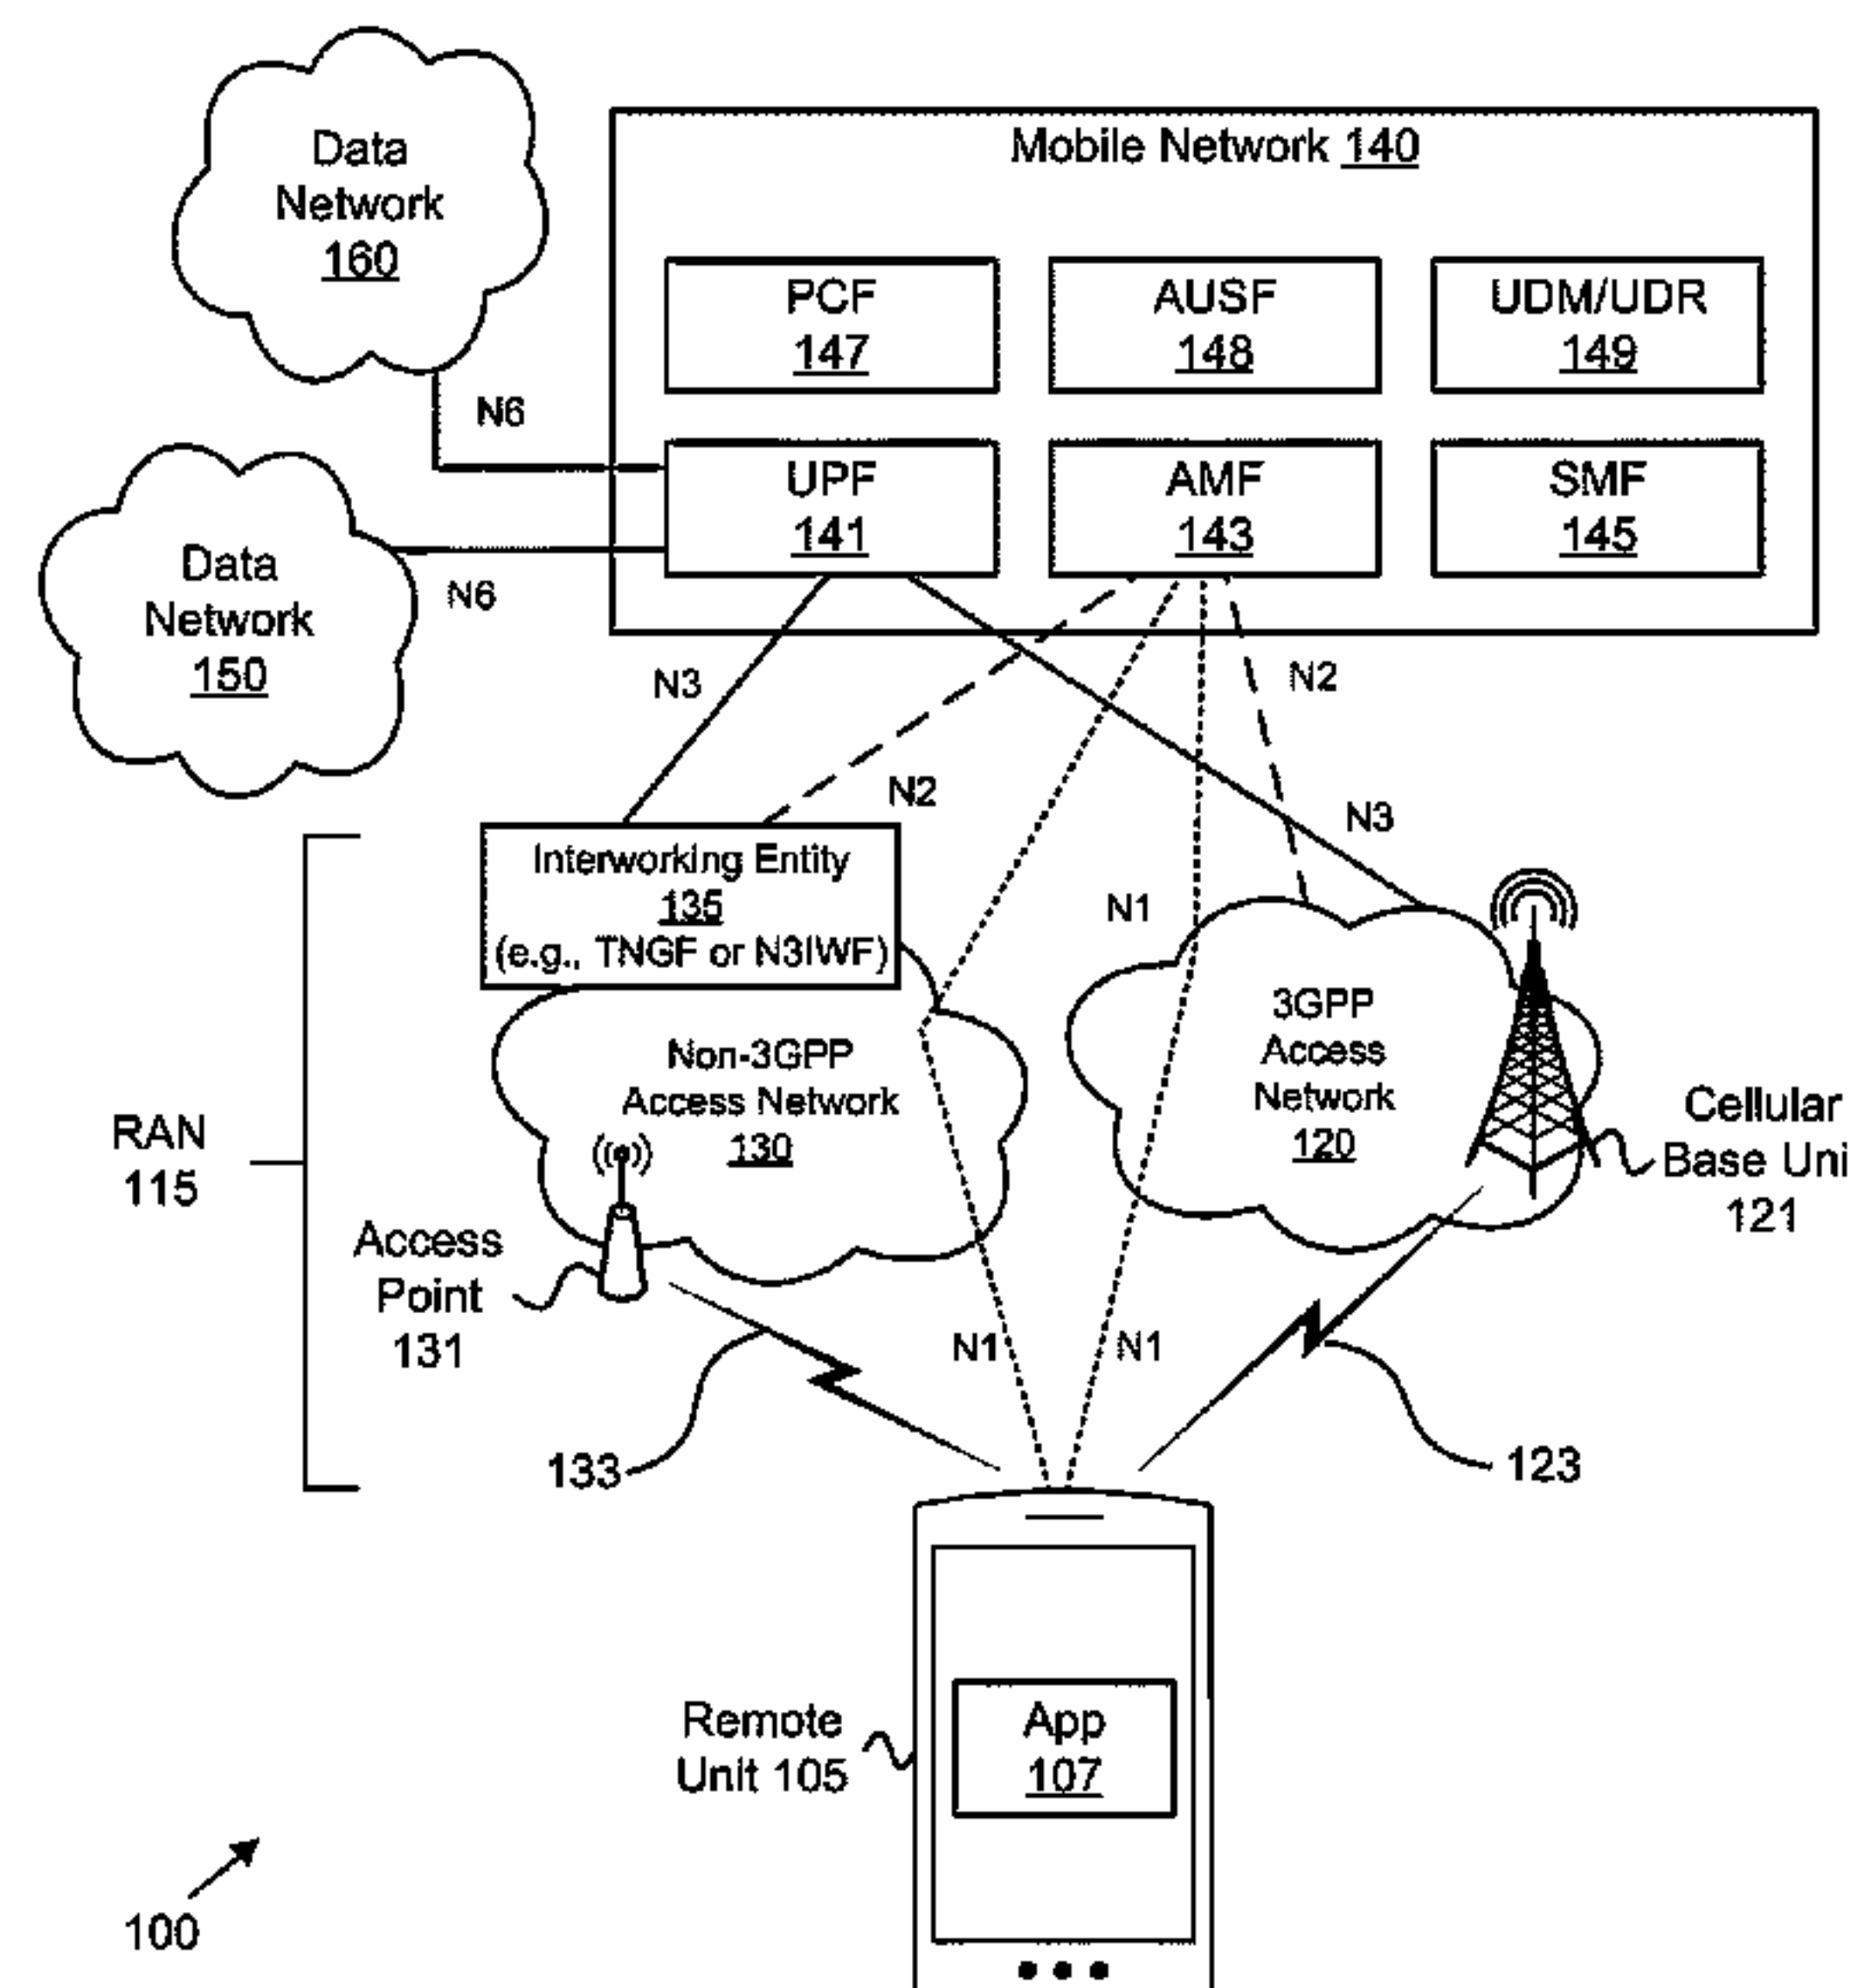 Data
Network
160
Mobile Network 140
PCF
147
AUSF
148
UDM/UDR
149
N6
UPF
141
AMF
143
SMF
145
Data
Network
150
N6
N3
N2
N2
N3
Interworking Entity
135
(e.g., TNGF or N3IWF)
N1
Non-3GPP
Access Network
130
3GPP
Access
Network
120
RAN
115
Cellular
Base Uni
121
Access
Point
131
N1
N1
133
123
Remote
Unit 105
App
107
100